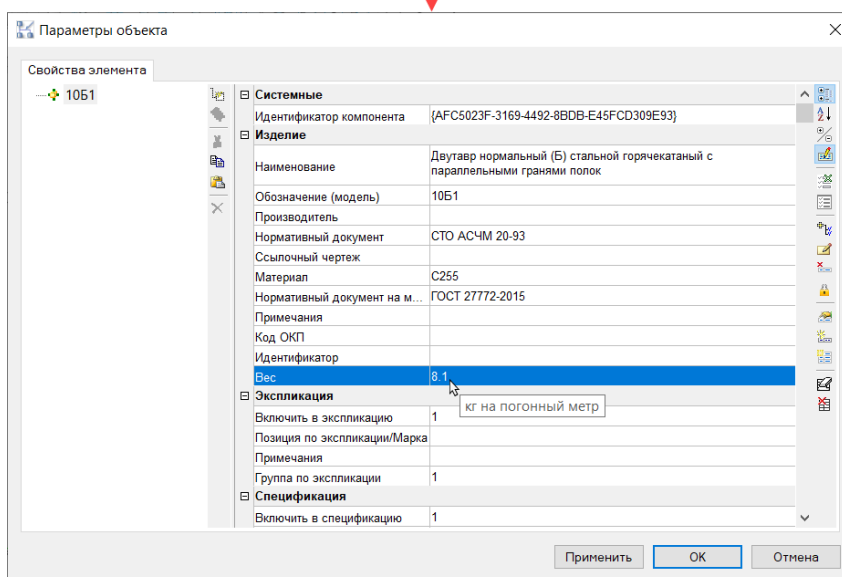 Параметры объекта
Свойства элемента
10Б1
Системные
Идентификатор компонента {AFC5023F-3169-4492-8BDB-E45FCD309E93}
Изделие
Наименование Двутавр нормальный (Б) стальной горячекатаный с
параллельными гранями полок
Обозначение (модель) 10Б1
Производитель
Нормативный документ СТО АСЧМ 20-93
Ссылочный чертеж
Материал С255
Нормативный документ на м... ГОСТ 27772-2015
Примечания
Код ОКП
Идентификатор
Вес 8.1
кг на погонный метр
Экспликация
Включить в экспликацию 1
Позиция по экспликации/Марка
Примечания
Группа по экспликации 1
Спецификация
Включить в спецификацию 1
Применить OK Отмена